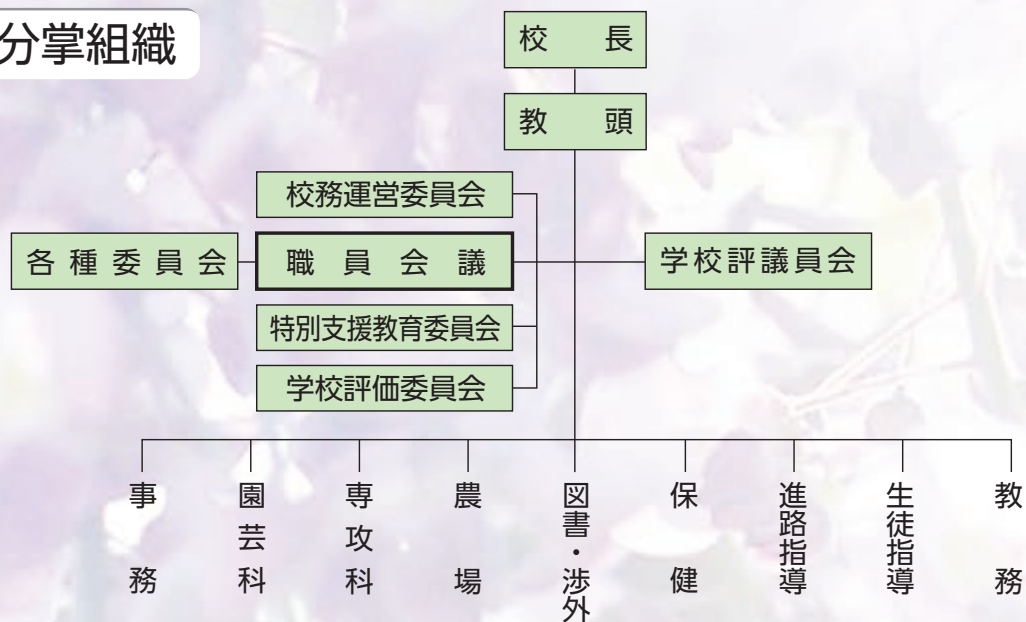 分掌組織
校長
教頭
校務運営委員会
各種委員会
職員会議
学校評議員会
特別支援教育委員会
学校評価委員会
事務
園芸科
専攻科
農場
図書・渉外
保健
進路指導
生徒指導
教務